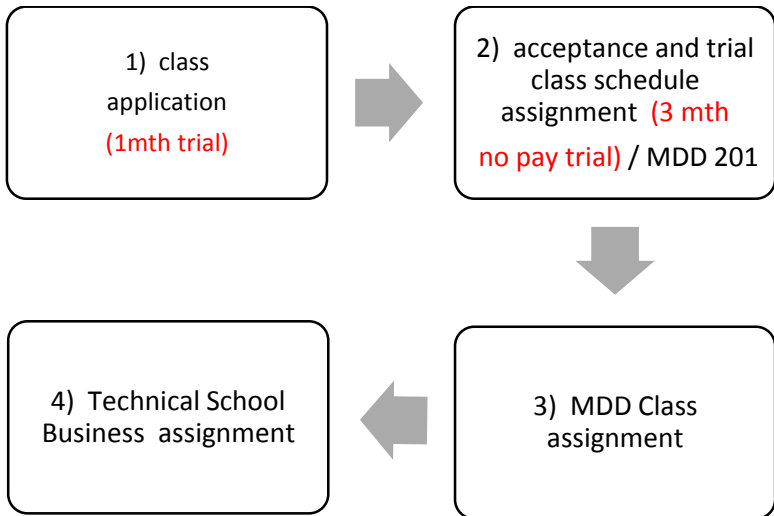 1) class
application
(1mth trial)
2) acceptance and trial
class schedule
assignment (3 mth
no pay trial) / MDD 201
3) MDD Class
assignment
4) Technical School
Business assignment